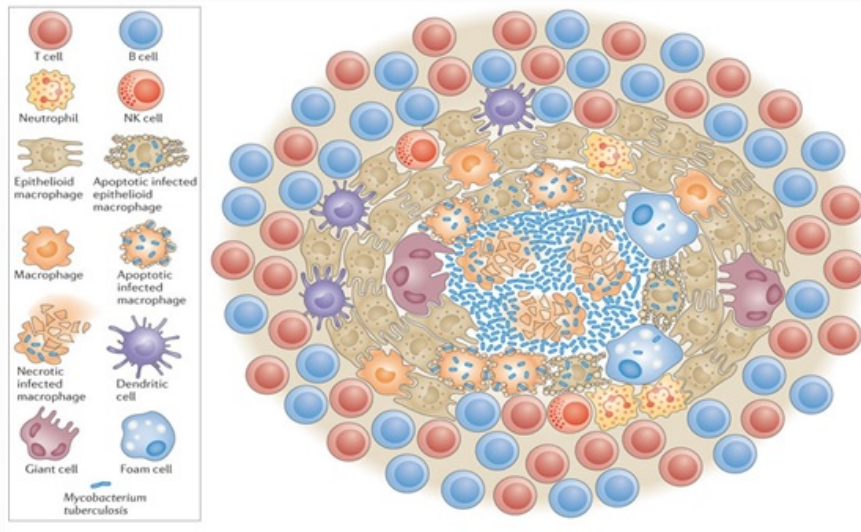 T cell
B cell
Neutrophil
NK cell
Epithelioid
macrophage
Apoptotic infected
epithelioid
macrophage
Macrophage
Apoptotic
infected
macrophage
Necrotic
infected
macrophage
Dendritic
cell
Giant cell
Foam cell
Mycobacterium
tuberculosis